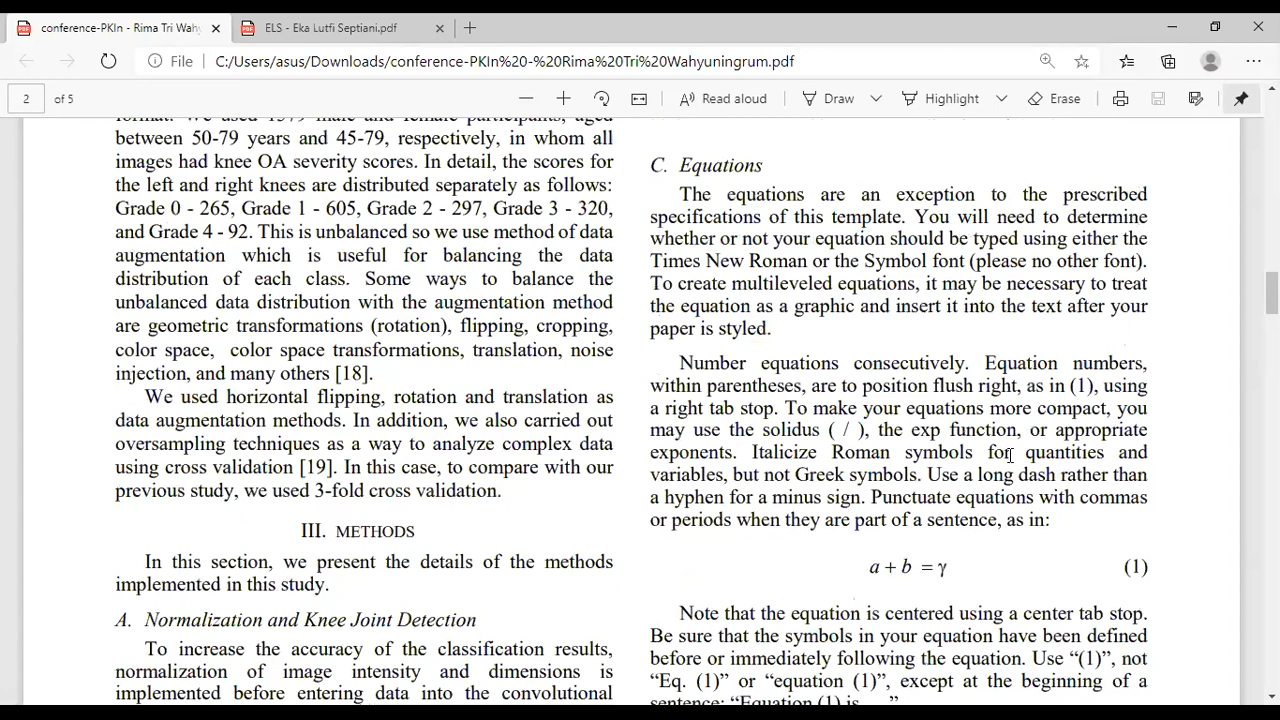 conference-PKIn - Rima Tri Wahy
ELS - Eka Lutfi Septiani.pdf
File
C:/Users/asus/Downloads/conference-PKIn%20-%20Rima%20Tri%20Wahyuningrum.pdf
2 of 5
Read aloud
Draw
Highlight
Erase
format. We used 1579 male and female participants, aged
between 50-79 years and 45-79, respectively, in whom all
images had knee OA severity scores. In detail, the scores for
the left and right knees are distributed separately as follows:
Grade 0 - 265, Grade 1 - 605, Grade 2 - 297, Grade 3 - 320,
and Grade 4 - 92. This is unbalanced so we use method of data
augmentation which is useful for balancing the data
distribution of each class. Some ways to balance the
unbalanced data distribution with the augmentation method
are geometric transformations (rotation), flipping, cropping,
color space, color space transformations, translation, noise
injection, and many others [18].
We used horizontal flipping, rotation and translation as
data augmentation methods. In addition, we also carried out
oversampling techniques as a way to analyze complex data
using cross validation [19]. In this case, to compare with our
previous study, we used 3-fold cross validation.
III. METHODS
In this section, we present the details of the methods
implemented in this study.
A. Normalization and Knee Joint Detection
To increase the accuracy of the classification results,
normalization of image intensity and dimensions is
implemented before entering data into the convolutional
C. Equations
The equations are an exception to the prescribed
specifications of this template. You will need to determine
whether or not your equation should be typed using either the
Times New Roman or the Symbol font (please no other font).
To create multileveled equations, it may be necessary to treat
the equation as a graphic and insert it into the text after your
paper is styled.
Number equations consecutively. Equation numbers,
within parentheses, are to position flush right, as in (1), using
a right tab stop. To make your equations more compact, you
may use the solidus ( / ), the exp function, or appropriate
exponents. Italicize Roman symbols for quantities and
variables, but not Greek symbols. Use a long dash rather than
a hyphen for a minus sign. Punctuate equations with commas
or periods when they are part of a sentence, as in:
a + b = γ (1)
Note that the equation is centered using a center tab stop.
Be sure that the symbols in your equation have been defined
before or immediately following the equation. Use “(1)”, not
“Eq. (1)” or “equation (1)”, except at the beginning of a
sentence: “Equation (1) is . . .”